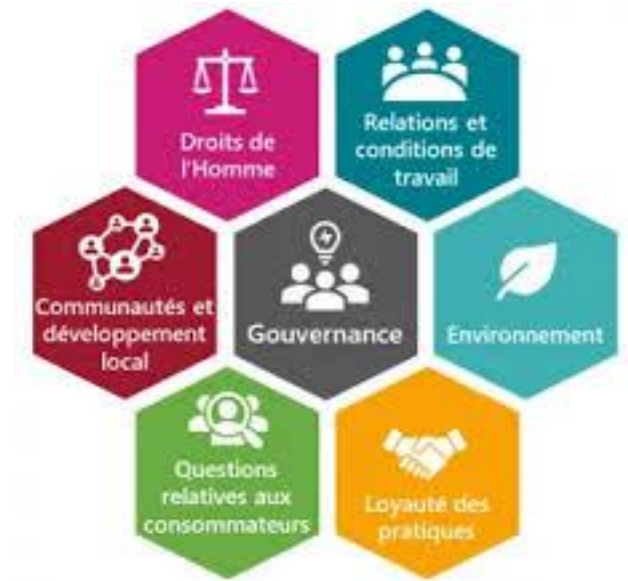 Droits de
l'Homme
Relations et
conditions de
travail
Communautés et
développement
local
Gouvernance
Environnement
Questions
relatives aux
consommateurs
Loyauté des
pratiques